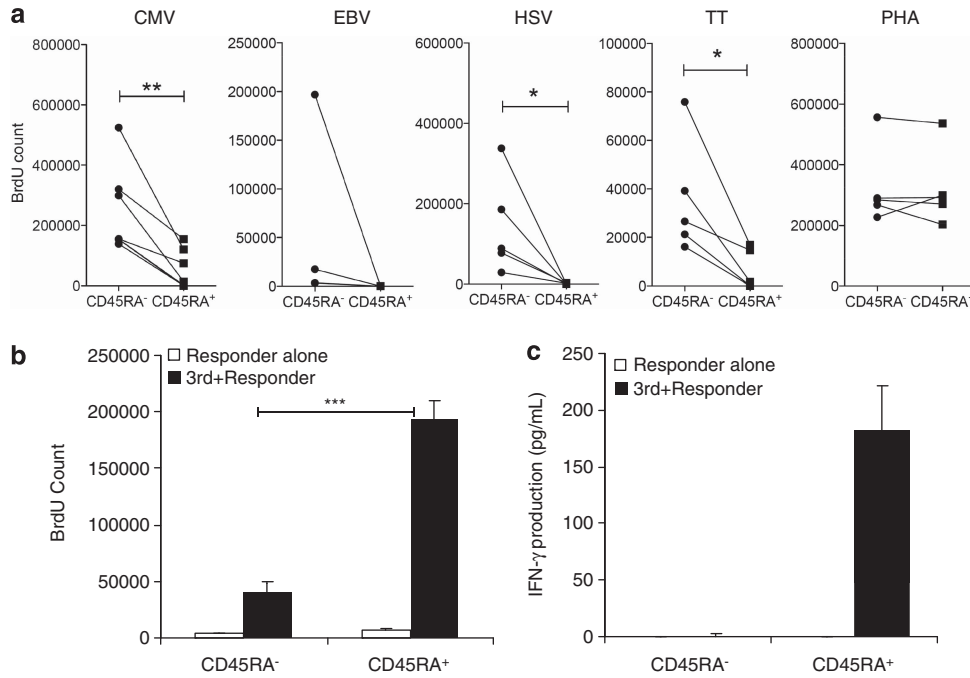 a
CMV
EBV
HSV
TT
PHA
BrdU count
800000
600000
400000
200000
0
**
CD45RA-
CD45RA+
250000
200000
150000
100000
50000
0
CD45RA-
CD45RA+
600000
400000
200000
0
*
CD45RA-
CD45RA+
100000
80000
60000
40000
20000
0
*
CD45RA-
CD45RA+
800000
600000
400000
200000
0
CD45RA-
CD45RA+
b
BrdU Count
250000
200000
150000
100000
50000
0
Responder alone
3rd+Responder
***
CD45RA-
CD45RA+
c
IFN-γ production (pg/mL)
250
200
150
100
50
0
Responder alone
3rd+Responder
CD45RA-
CD45RA+